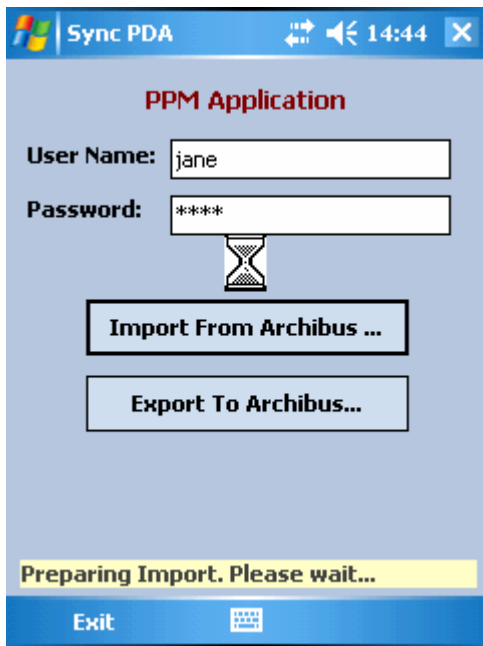 Sync PDA 14:44
PPM Application
User Name: jane
Password: ****
Import From Archibus ...
Export To Archibus...
Preparing Import. Please wait...
Exit